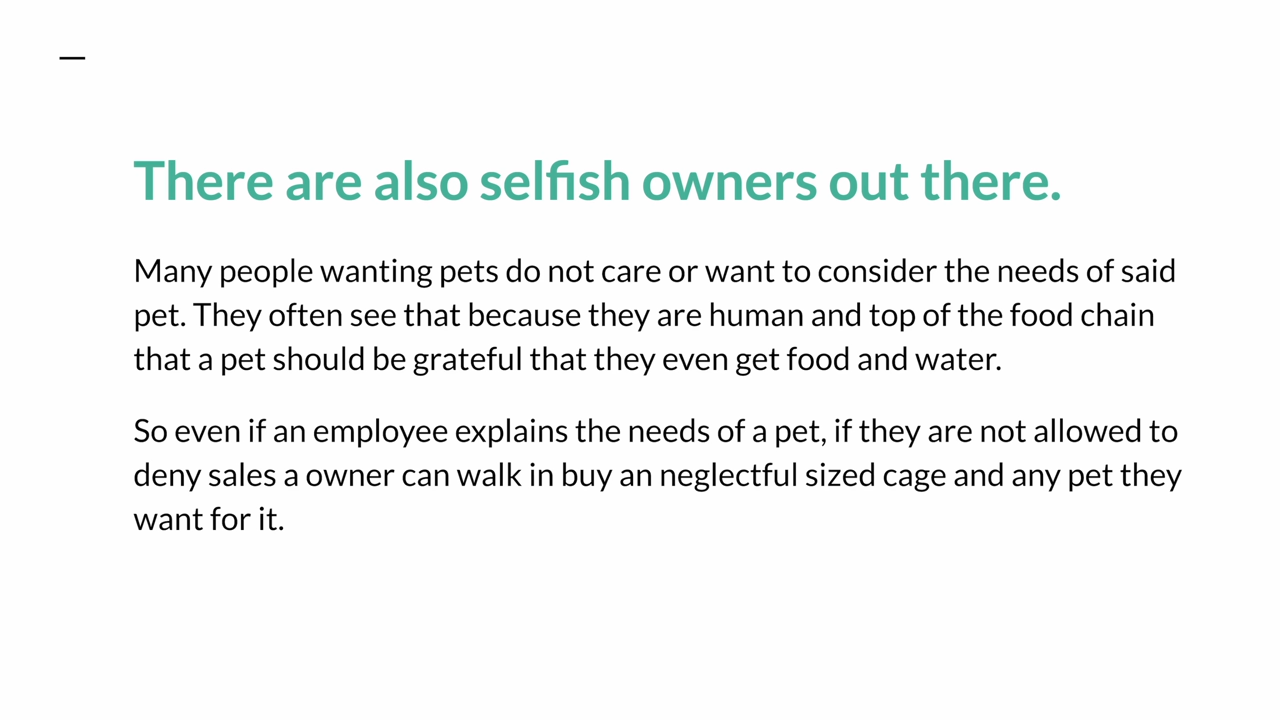 There are also selfish owners out there.
Many people wanting pets do not care or want to consider the needs of said
pet. They often see that because they are human and top of the food chain
that a pet should be grateful that they even get food and water.
So even if an employee explains the needs of a pet, if they are not allowed to
deny sales a owner can walk in buy an neglectful sized cage and any pet they
want for it.